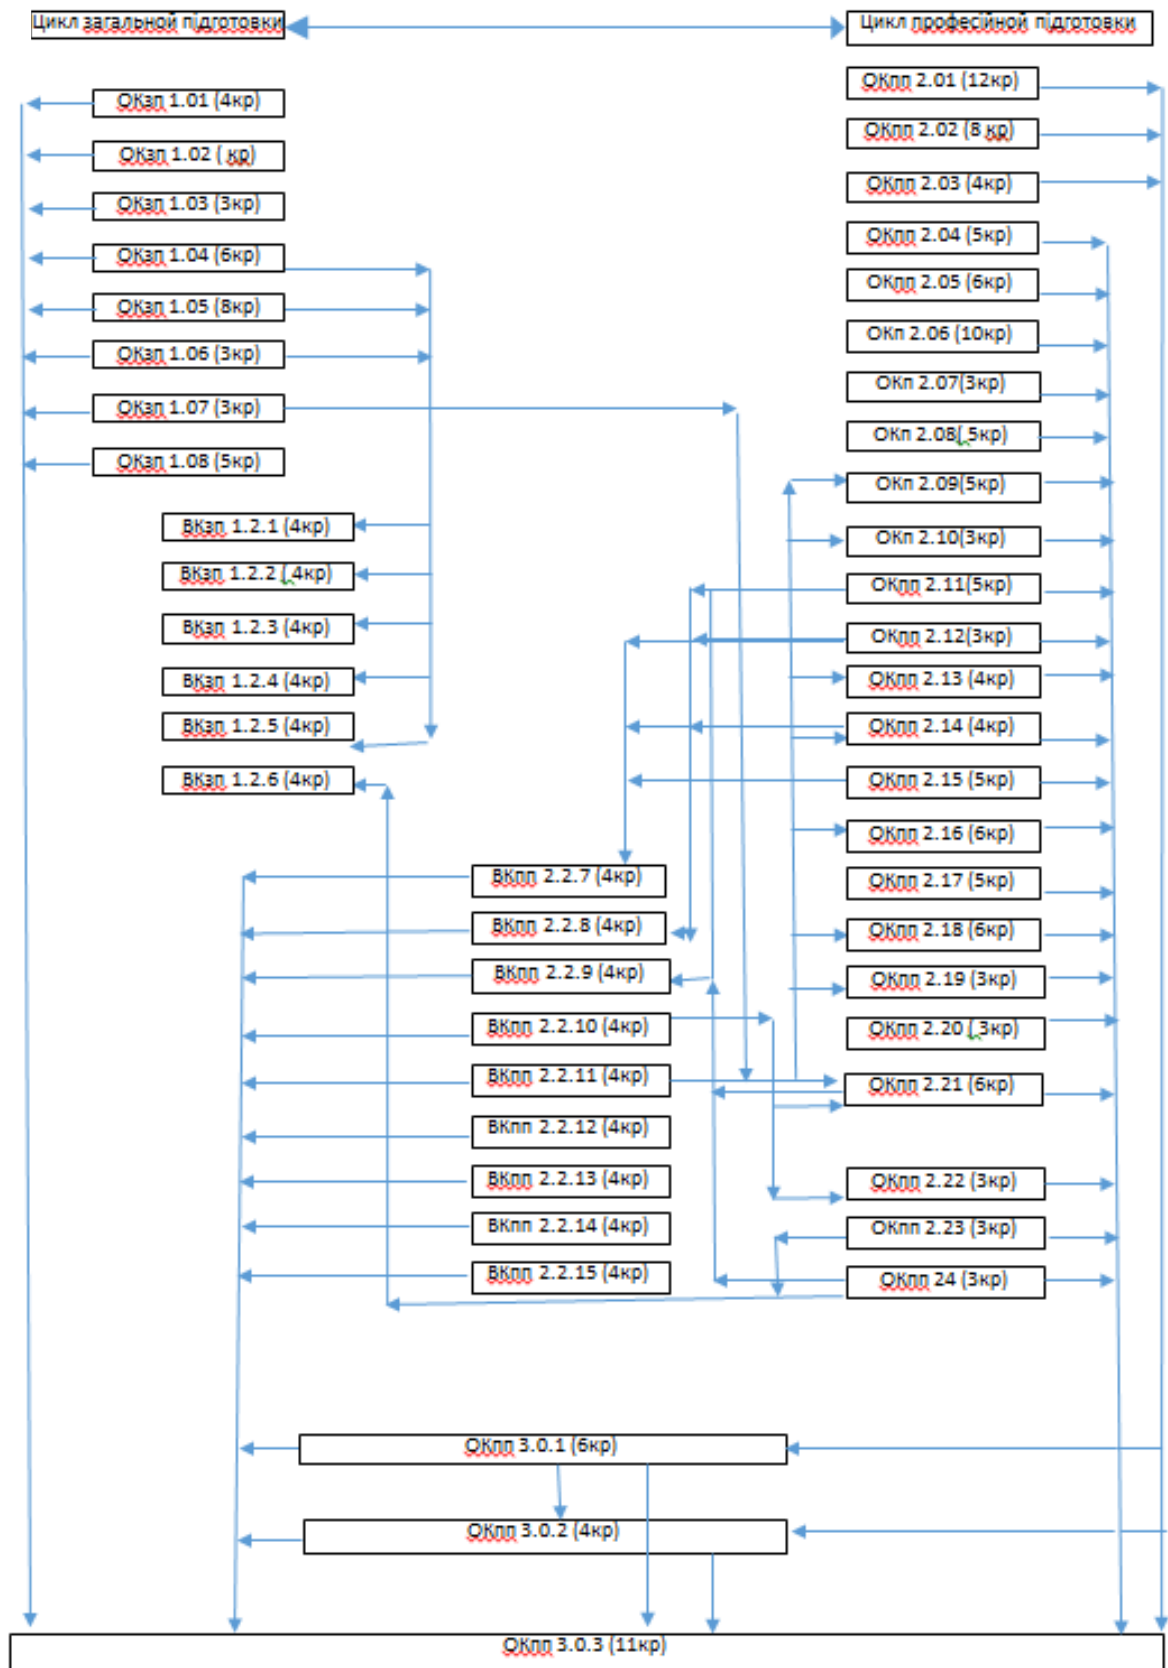 Цикл загальной підготовки
Цикл професійной підготовки
ОКзп 1.01 (4кр)
ОКзп 1.02 ( кр)
ОКзп 1.03 (3кр)
ОКзп 1.04 (6кр)
ОКзп 1.05 (8кр)
ОКзп 1.06 (3кр)
ОКзп 1.07 (3кр)
ОКзп 1.08 (5кр)
ВКзп 1.2.1 (4кр)
ВКзп 1.2.2 ( 4кр)
ВКзп 1.2.3 (4кр)
ВКзп 1.2.4 (4кр)
ВКзп 1.2.5 (4кр)
ВКзп 1.2.6 (4кр)
ВКпп 2.2.7 (4кр)
ВКпп 2.2.8 (4кр)
ВКпп 2.2.9 (4кр)
ВКпп 2.2.10 (4кр)
ВКпп 2.2.11 (4кр)
ВКпп 2.2.12 (4кр)
ВКпп 2.2.13 (4кр)
ВКпп 2.2.14 (4кр)
ВКпп 2.2.15 (4кр)
ОКпп 2.01 (12кр)
ОКпп 2.02 (8 кр)
ОКпп 2.03 (4кр)
ОКпп 2.04 (5кр)
ОКпп 2.05 (6кр)
ОКп 2.06 (10кр)
ОКп 2.07(3кр)
ОКп 2.08( 5кр)
ОКп 2.09(5кр)
ОКп 2.10(3кр)
ОКпп 2.11(5кр)
ОКпп 2.12(3кр)
ОКпп 2.13 (4кр)
ОКпп 2.14 (4кр)
ОКпп 2.15 (5кр)
ОКпп 2.16 (6кр)
ОКпп 2.17 (5кр)
ОКпп 2.18 (6кр)
ОКпп 2.19 (3кр)
ОКпп 2.20 ( 3кр)
ОКпп 2.21 (6кр)
ОКпп 2.22 (3кр)
ОКпп 2.23 (3кр)
ОКпп 24 (3кр)
ОКпп 3.0.1 (6кр)
ОКпп 3.0.2 (4кр)
ОКпп 3.0.3 (11кр)